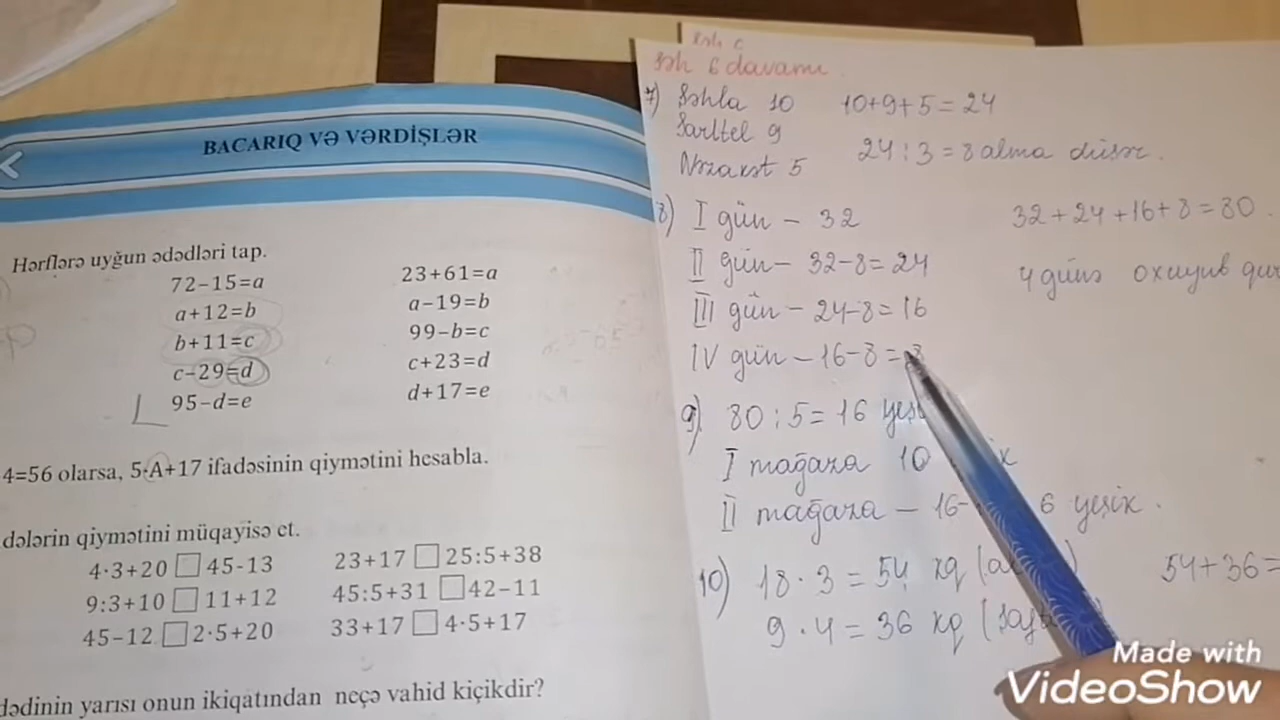 BACARIQ VƏ VƏRDİŞLƏR
Hərflərə uyğun ədədləri tap.
72−15=a
a+12=b
b+11=c
c−29=d
95−d=e
23+61=a
a−19=b
99−b=c
c+23=d
d+17=e
4=56 olarsa, 5·A+17 ifadəsinin qiymətini hesabla.
dələrin qiymətini müqayisə et.
4·3+20 □ 45-13
9:3+10 □ 11+12
45−12 □ 2·5+20
23+17 □ 25:5+38
45:5+31 □ 42−11
33+17 □ 4·5+17
dədinin yarısı onun ikiqatından neçə vahid kiçikdir?
səh 6 davamı
7) Şəhla 10 10+9+5=24
9
Nəzakət 5 24:3=8 alma düşər.
8) I gün − 32 32+24+16+8=80
II gün − 32−8=24
III gün − 24−8=16 4 günə oxuyub
IV gün − 16−8=8
9) 80:5=16
I mağaza 10
II mağaza − 16− 6 yeşik.
10) 18·3=54 kq 54+36=
9·4=36 kq
Made with
VideoShow